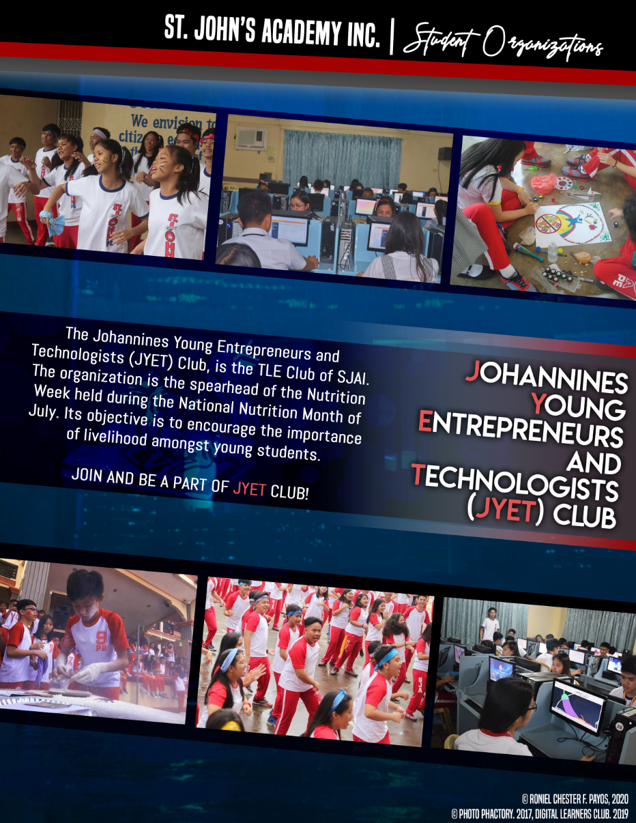 ST. JOHN'S ACADEMY INC. | Student Organizations
We envision to
The Johannines Young Entrepreneurs and
Technologists (JYET) Club, is the TLE Club of SJAI.
The organization is the spearhead of the Nutrition
Week held during the National Nutrition Month of
July. Its objective is to encourage the importance
of livelihood amongst young students.
JOIN AND BE A PART OF JYET CLUB!
JOHANNINES
YOUNG
ENTREPRENEURS
AND
TECHNOLOGISTS
(JYET) CLUB
© RONIEL CHESTER F. PAYOS, 2020
© PHOTO PHACTORY. 2017, DIGITAL LEARNERS CLUB. 2019